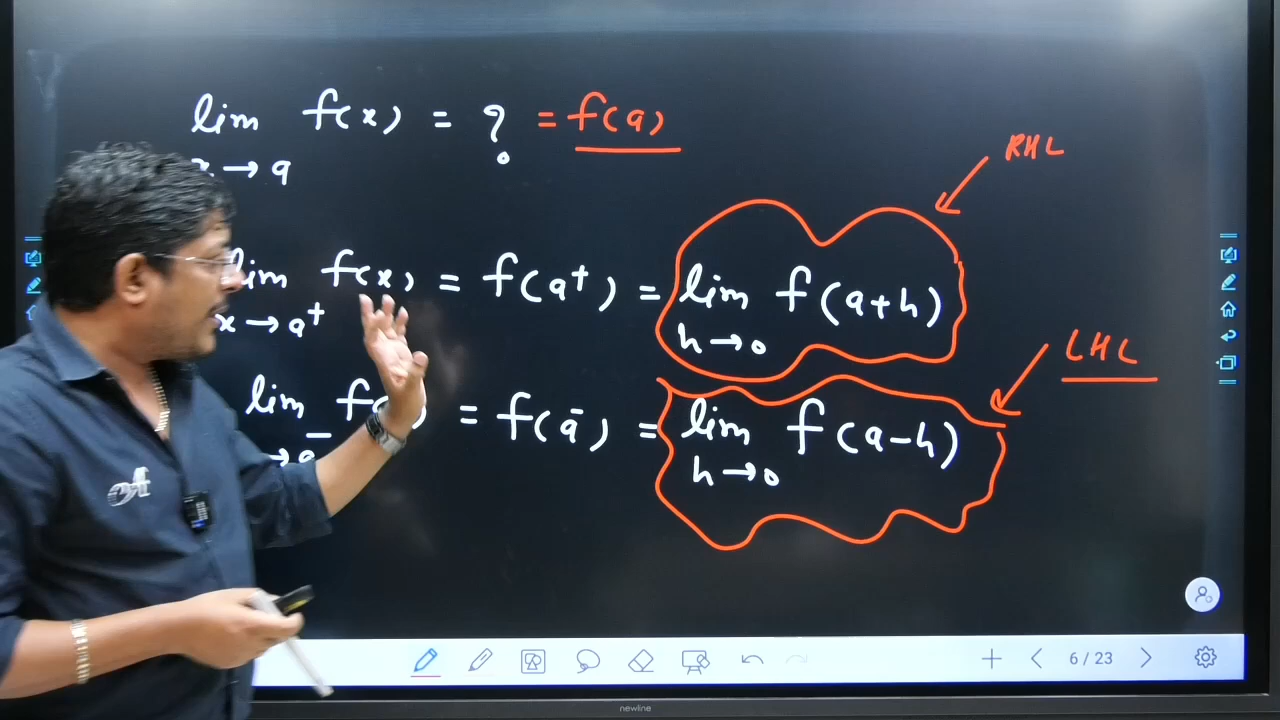 lim f(x) = ? = f(a)
x → a
RHL
lim f(x) = f(a⁺) = lim f(a+h)
x → a⁺ h → 0
LHL
lim f( ) = f(a⁻) = lim f(a-h)
→ a⁻ h → 0
6 / 23
newline